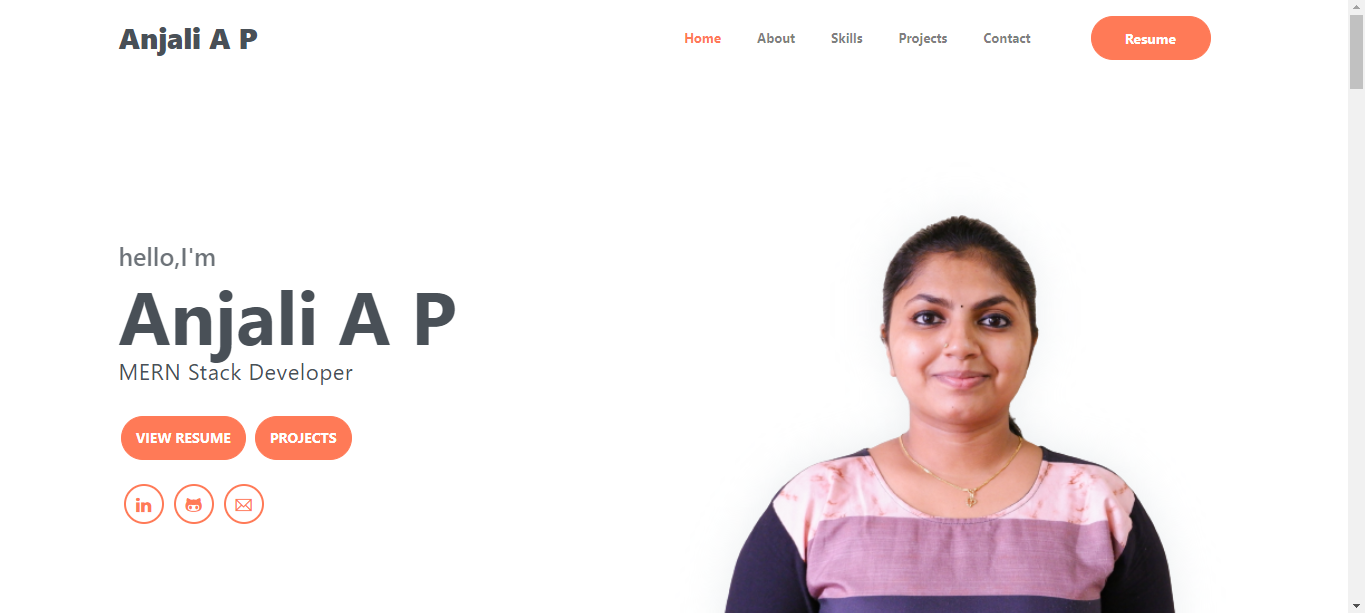 Anjali A P
Home About Skills Projects Contact Resume
hello,I'm
Anjali A P
MERN Stack Developer
VIEW RESUME PROJECTS
in